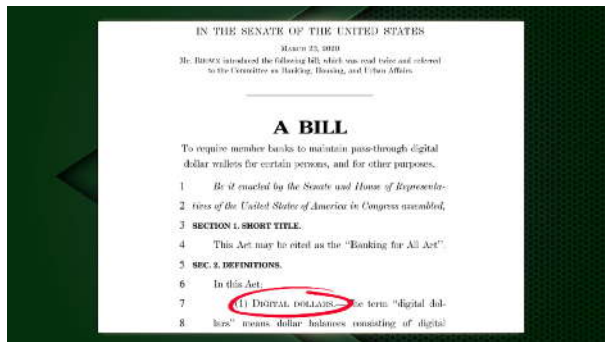 IN THE SENATE OF THE UNITED STATES
MARCH 23, 2020
Mr. BROWN introduced the following bill; which was read twice and referred
to the Committee on Banking, Housing, and Urban Affairs
A BILL
To require member banks to maintain pass-through digital
dollar wallets for certain persons, and for other purposes.
1 Be it enacted by the Senate and House of Representa-
2 tives of the United States of America in Congress assembled,
3 SECTION 1. SHORT TITLE.
4 This Act may be cited as the “Banking for All Act”.
5 SEC. 2. DEFINITIONS.
6 In this Act:
7 (1) DIGITAL DOLLARS.—The term “digital dol-
8 lars” means dollar balances consisting of digital